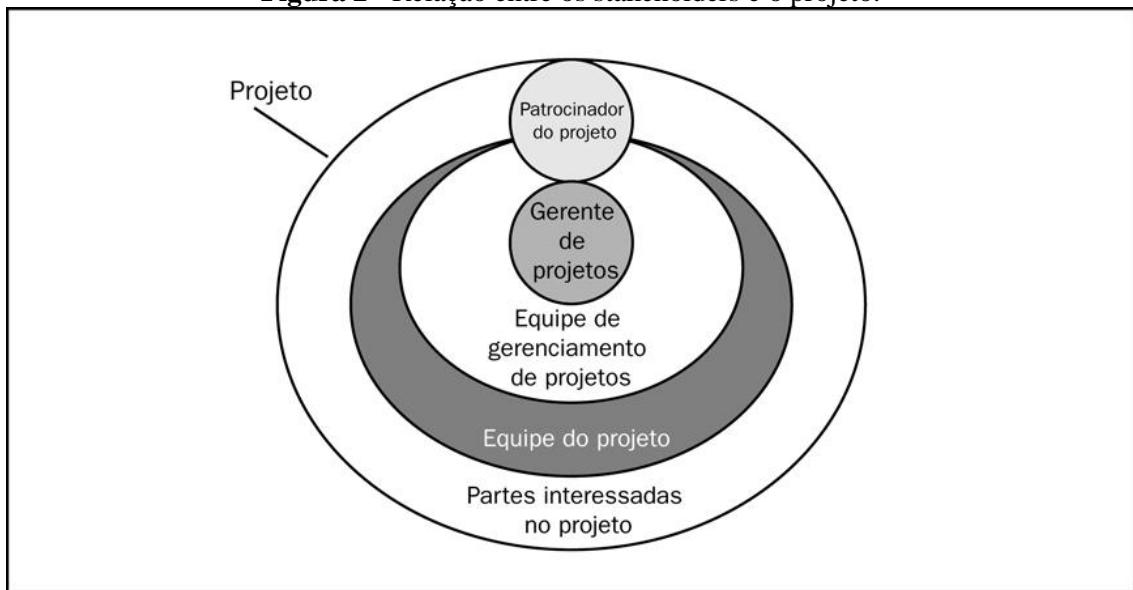 Projeto
Patrocinador
do projeto
Gerente
de
projetos
Equipe de
gerenciamento
de projetos
Equipe do projeto
Partes interessadas
no projeto